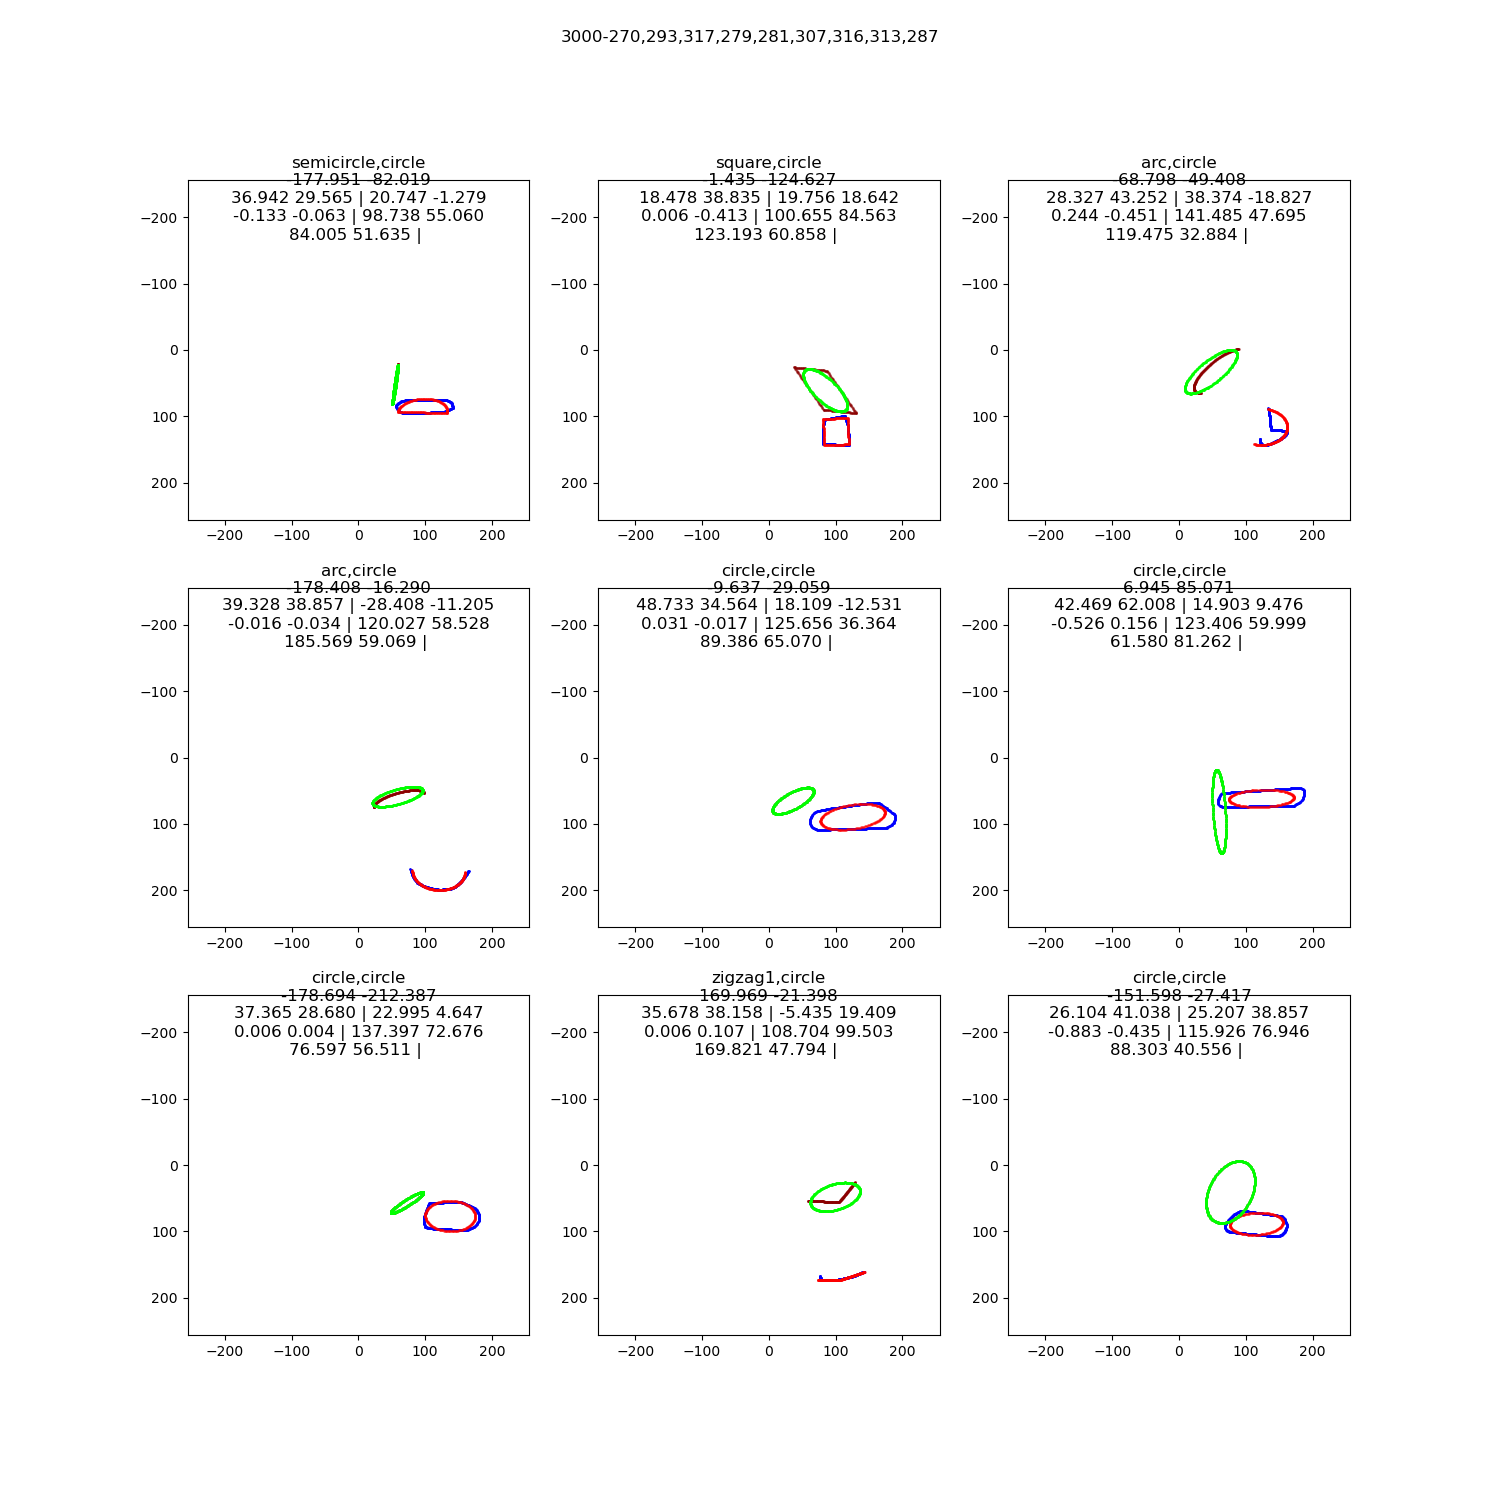 3000-270,293,317,279,281,307,316,313,287
semicircle,circle
-177.951 -82.019
36.942 29.565 | 20.747 -1.279
-0.133 -0.063 | 98.738 55.060
84.005 51.635 |
−200
−100
0
100
200
−200 −100 0 100 200
square,circle
-1.435 -124.627
18.478 38.835 | 19.756 18.642
0.006 -0.413 | 100.655 84.563
123.193 60.858 |
−200
−100
0
100
200
−200 −100 0 100 200
arc,circle
-68.798 -49.408
28.327 43.252 | 38.374 -18.827
0.244 -0.451 | 141.485 47.695
119.475 32.884 |
−200
−100
0
100
200
−200 −100 0 100 200
arc,circle
-178.408 -16.290
39.328 38.857 | -28.408 -11.205
-0.016 -0.034 | 120.027 58.528
185.569 59.069 |
−200
−100
0
100
200
−200 −100 0 100 200
circle,circle
-9.637 -29.059
48.733 34.564 | 18.109 -12.531
0.031 -0.017 | 125.656 36.364
89.386 65.070 |
−200
−100
0
100
200
−200 −100 0 100 200
circle,circle
6.945 85.071
42.469 62.008 | 14.903 9.476
-0.526 0.156 | 123.406 59.999
61.580 81.262 |
−200
−100
0
100
200
−200 −100 0 100 200
circle,circle
-178.694 -212.387
37.365 28.680 | 22.995 4.647
0.006 0.004 | 137.397 72.676
76.597 56.511 |
−200
−100
0
100
200
−200 −100 0 100 200
zigzag1,circle
169.969 -21.398
35.678 38.158 | -5.435 19.409
0.006 0.107 | 108.704 99.503
169.821 47.794 |
−200
−100
0
100
200
−200 −100 0 100 200
circle,circle
-151.598 -27.417
26.104 41.038 | 25.207 38.857
-0.883 -0.435 | 115.926 76.946
88.303 40.556 |
−200
−100
0
100
200
−200 −100 0 100 200